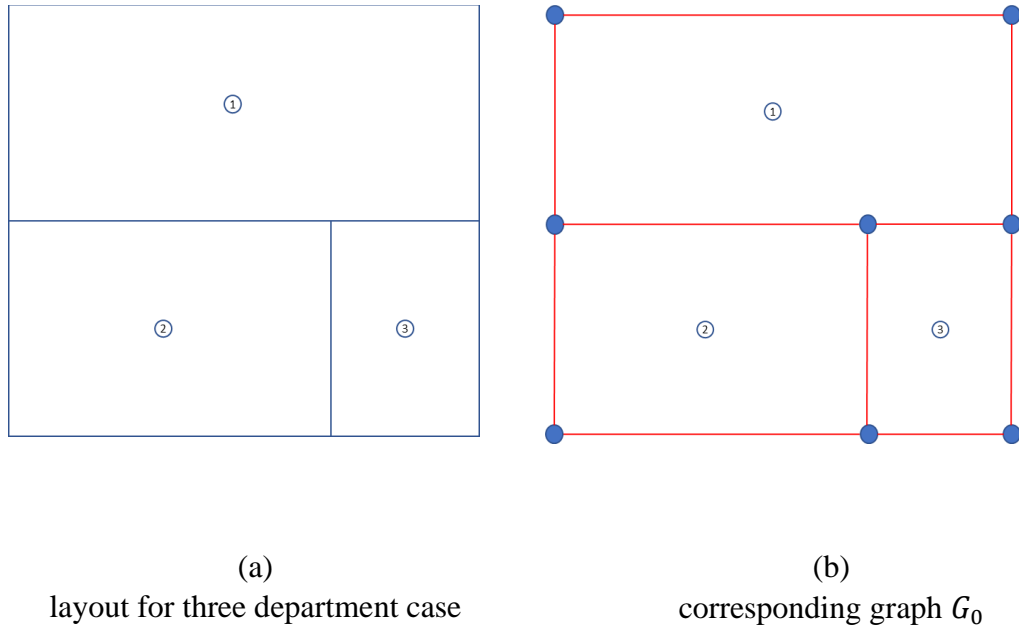 ①
①
②
③
②
③
(a)
(b)
layout for three department case
corresponding graph 𝐺₀